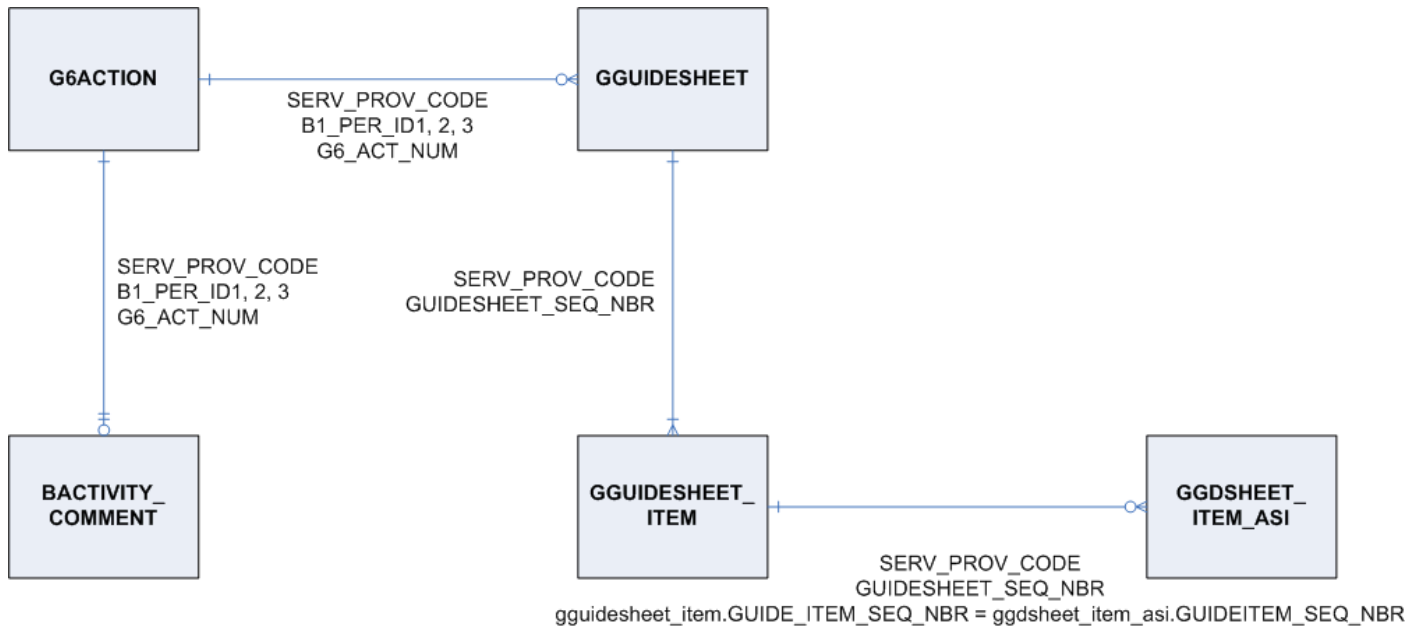 G6ACTION
GGUIDESHEET
SERV_PROV_CODE
B1_PER_ID1, 2, 3
G6_ACT_NUM
SERV_PROV_CODE
B1_PER_ID1, 2, 3
G6_ACT_NUM
SERV_PROV_CODE
GUIDESHEET_SEQ_NBR
BACTIVITY_
COMMENT
GGUIDESHEET_
ITEM
GGDSHEET_
ITEM_ASI
SERV_PROV_CODE
GUIDESHEET_SEQ_NBR
gguidesheet_item.GUIDE_ITEM_SEQ_NBR = ggdsheet_item_asi.GUIDEITEM_SEQ_NBR